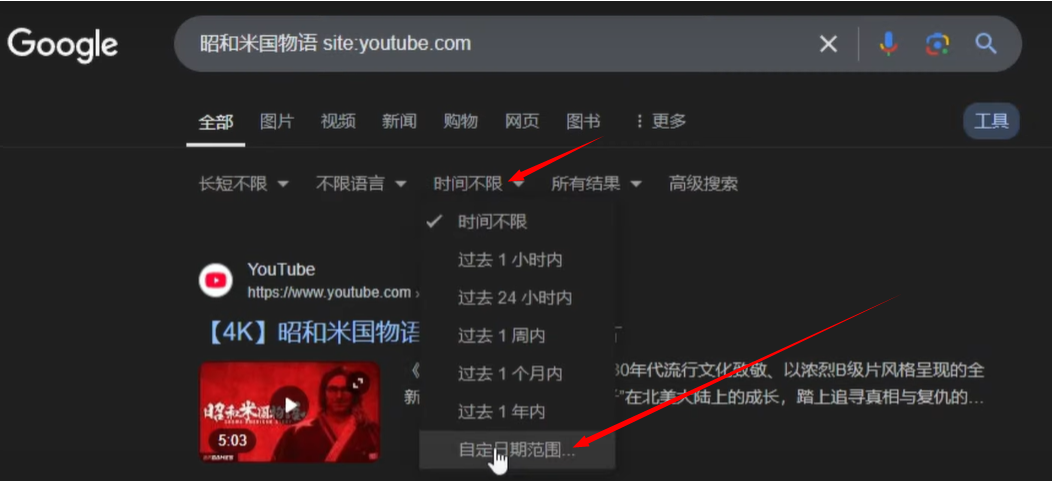 Google
昭和米国物语 site:youtube.com
全部 图片 视频 新闻 购物 网页 图书 更多 工具
长短不限 不限语言 时间不限 所有结果 高级搜索
时间不限
过去 1 小时内
过去 24 小时内
过去 1 周内
过去 1 个月内
过去 1 年内
自定日期范围...
YouTube
https://www.youtube.com ›
【4K】昭和米国物语
《
30年代流行文化致敬、以浓烈B级片风格呈现的全
新
"在北美大陆上的成长，踏上追寻真相与复仇的...
昭和米国物语
5:03